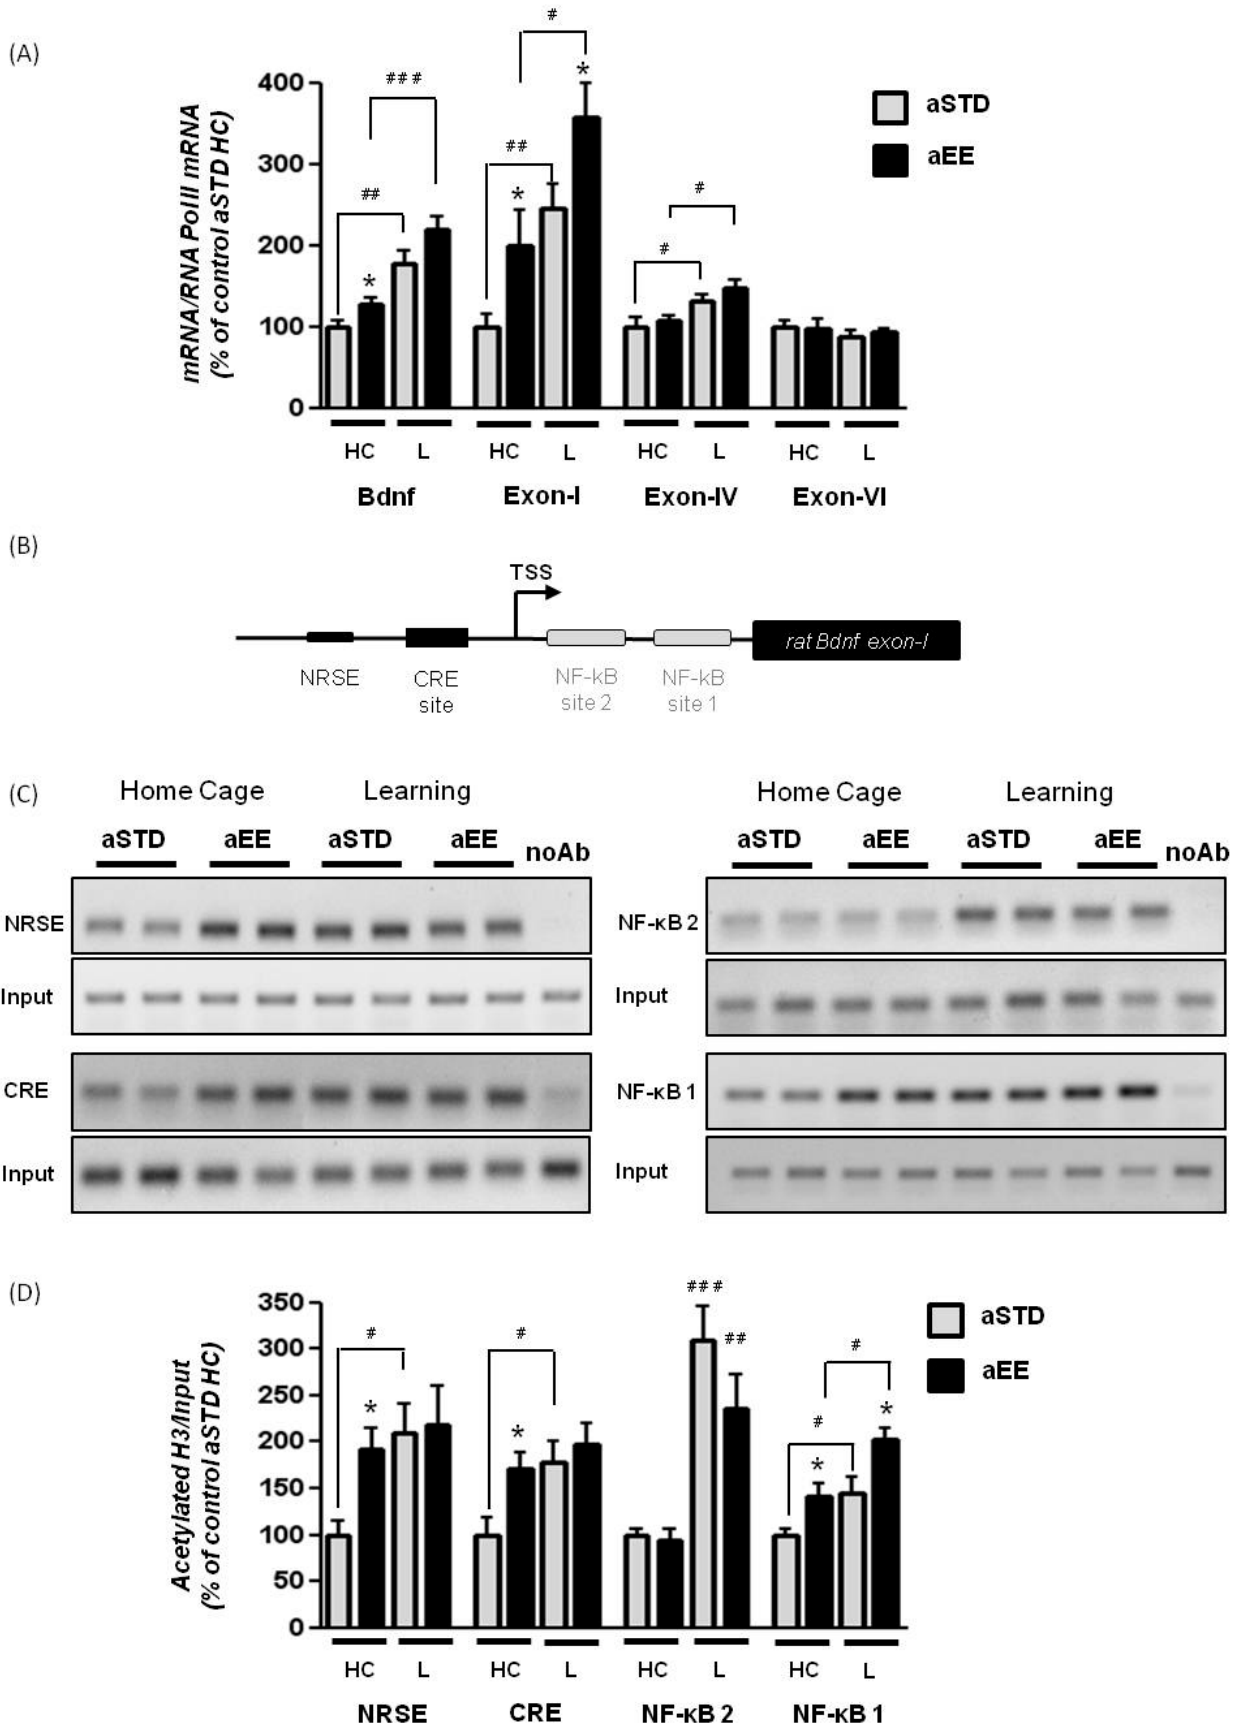 (A)
mRNA/RNA PolII mRNA
(% of control aSTD HC)
400
300
200
100
0
# # #
##
*
##
*
#
*
#
#
aSTD
aEE
HC L HC L HC L HC L
Bdnf Exon-I Exon-IV Exon-VI
(B)
TSS
NRSE
CRE
site
NF-kB
site 2
NF-kB
site 1
rat Bdnf exon-I
(C)
Home Cage Learning
aSTD aEE aSTD aEE noAb
NRSE
Input
CRE
Input
Home Cage Learning
aSTD aEE aSTD aEE noAb
NF-κB 2
Input
NF-κB 1
Input
(D)
Acetylated H3/Input
(% of control aSTD HC)
350
300
250
200
150
100
50
0
#
*
#
*
# # #
##
#
*
#
*
aSTD
aEE
HC L HC L HC L HC L
NRSE CRE NF-κB 2 NF-κB 1